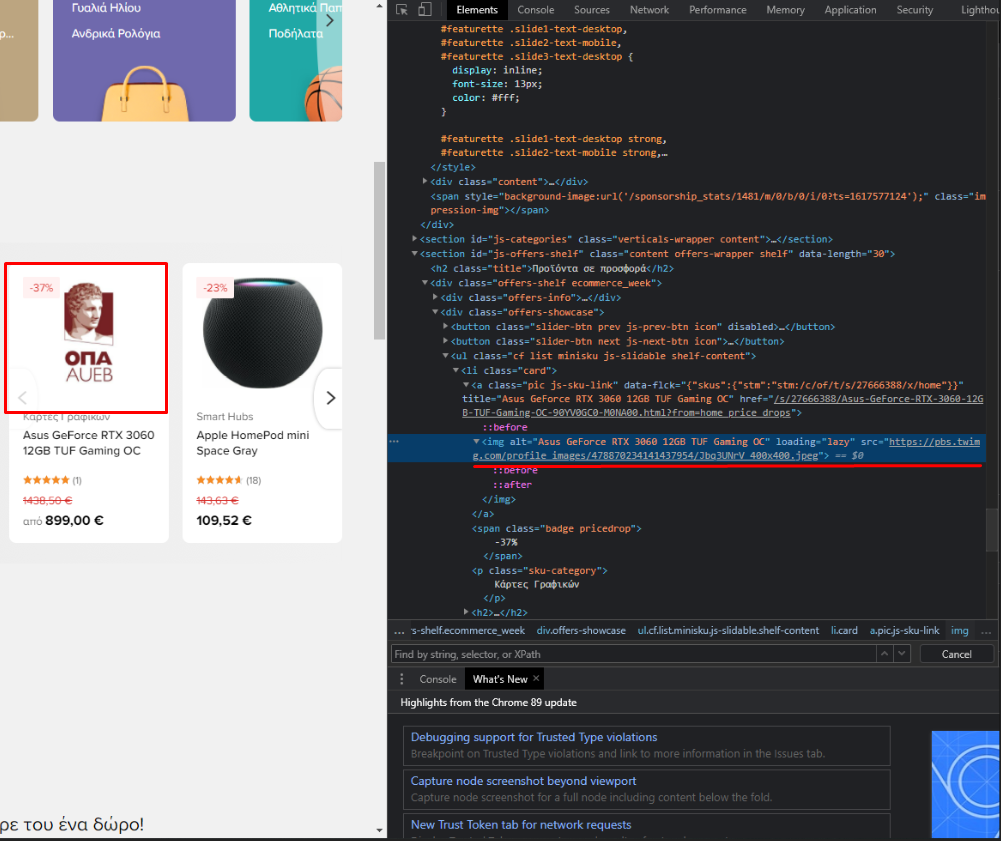 Γυαλιά Ηλίου
Ανδρικά Ρολόγια
Αθλητικά Παπ
Ποδήλατα
-37%
ΟΠΑ
AUEB
Κάρτες Γραφικών
Asus GeForce RTX 3060
12GB TUF Gaming OC
(1)
1438,50 €
από 899,00 €
-23%
Smart Hubs
Apple HomePod mini
Space Gray
(18)
143,63 €
109,52 €
ρε του ένα δώρο!
Elements Console Sources Network Performance Memory Application Security Lighthou
#featurette .slide1-text-desktop,
#featurette .slide2-text-mobile,
#featurette .slide3-text-desktop {
display: inline;
font-size: 13px;
color: #fff;
}
#featurette .slide1-text-desktop strong,
#featurette .slide2-text-mobile strong,…
</style>
<div class="content">…</div>
<span style="background-image:url('/sponsorship_stats/1481/m/0/b/0/i/0?ts=1617577124');" class="im
pression-img"></span>
</div>
<section id="js-categories" class="verticals-wrapper content">…</section>
<section id="js-offers-shelf" class="content offers-wrapper shelf" data-length="30">
<h2 class="title">Προϊόντα σε προσφορά</h2>
<div class="offers-shelf ecommerce_week">
<div class="offers-info">…</div>
<div class="offers-showcase">
<button class="slider-btn prev js-prev-btn icon" disabled>…</button>
<button class="slider-btn next js-next-btn icon">…</button>
<ul class="cf list minisku js-slidable shelf-content">
<li class="card">
<a class="pic js-sku-link" data-flck="{"skus":{"stm":"stm:/c/of/t/s/27666388/x/home"}}"
title="Asus GeForce RTX 3060 12GB TUF Gaming OC" href="/s/27666388/Asus-GeForce-RTX-3060-12G
B-TUF-Gaming-OC-90YV0GC0-M0NA00.html?from=home_price_drops">
::before
<img alt="Asus GeForce RTX 3060 12GB TUF Gaming OC" loading="lazy" src="https://pbs.twim
g.com/profile_images/478870234141437954/Jbq3UNrV_400x400.jpeg"> == $0
::before
::after
</img>
</a>
<span class="badge pricedrop">
-37%
</span>
<p class="sku-category">
Κάρτες Γραφικών
</p>
<h2>…</h2>
… rs-shelf.ecommerce_week div.offers-showcase ul.cf.list.minisku.js-slidable.shelf-content li.card a.pic.js-sku-link img …
Find by string, selector, or XPath
Cancel
Console What's New ×
Highlights from the Chrome 89 update
Debugging support for Trusted Type violations
Breakpoint on Trusted Type violations and link to more information in the Issues tab.
Capture node screenshot beyond viewport
Capture node screenshot for a full node including content below the fold.
New Trust Token tab for network requests